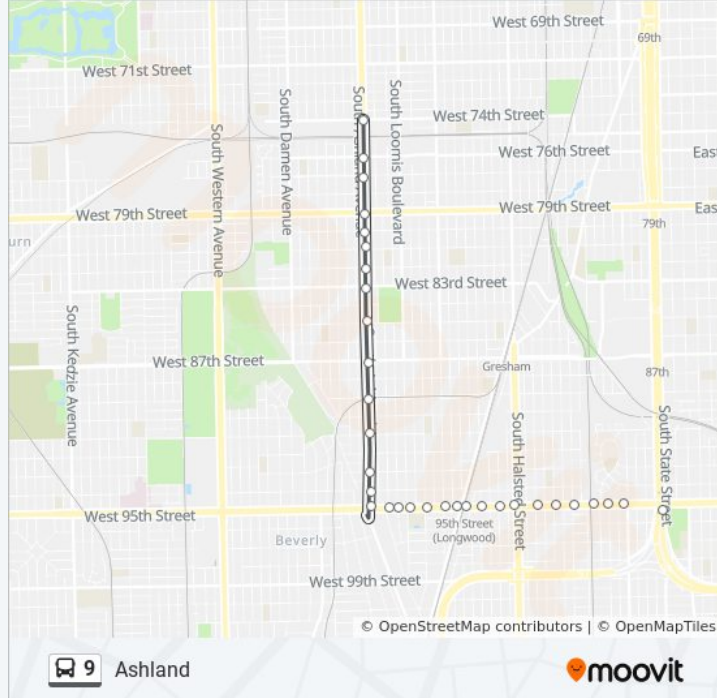 West 69th Street
69th
West 71st Street
West 74th Street
South Damen Avenue
South Loomis Boulevard
South Western Avenue
West 76th Street
East
West 79th Street
West 79th Street
East
79th
urn
West 83rd Street
South Kedzie Avenue
West 87th Street
Gresham
87th
South Halsted Street
South State Street
West 95th Street
95th Street
(Longwood)
Beverly
West 99th Street
© OpenStreetMap contributors | © OpenMapTiles
9 Ashland
moovit